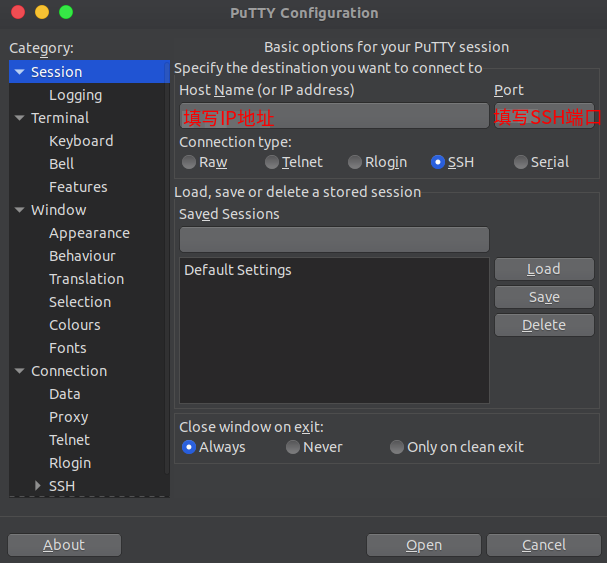 PuTTY Configuration
Category:
Session
Logging
Terminal
Keyboard
Bell
Features
Window
Appearance
Behaviour
Translation
Selection
Colours
Fonts
Connection
Data
Proxy
Telnet
Rlogin
SSH
Basic options for your PuTTY session
Specify the destination you want to connect to
Host Name (or IP address) Port
填写IP地址 填写SSH端口
Connection type:
Raw Telnet Rlogin SSH Serial
Load, save or delete a stored session
Saved Sessions
Default Settings
Load
Save
Delete
Close window on exit:
Always Never Only on clean exit
About Open Cancel